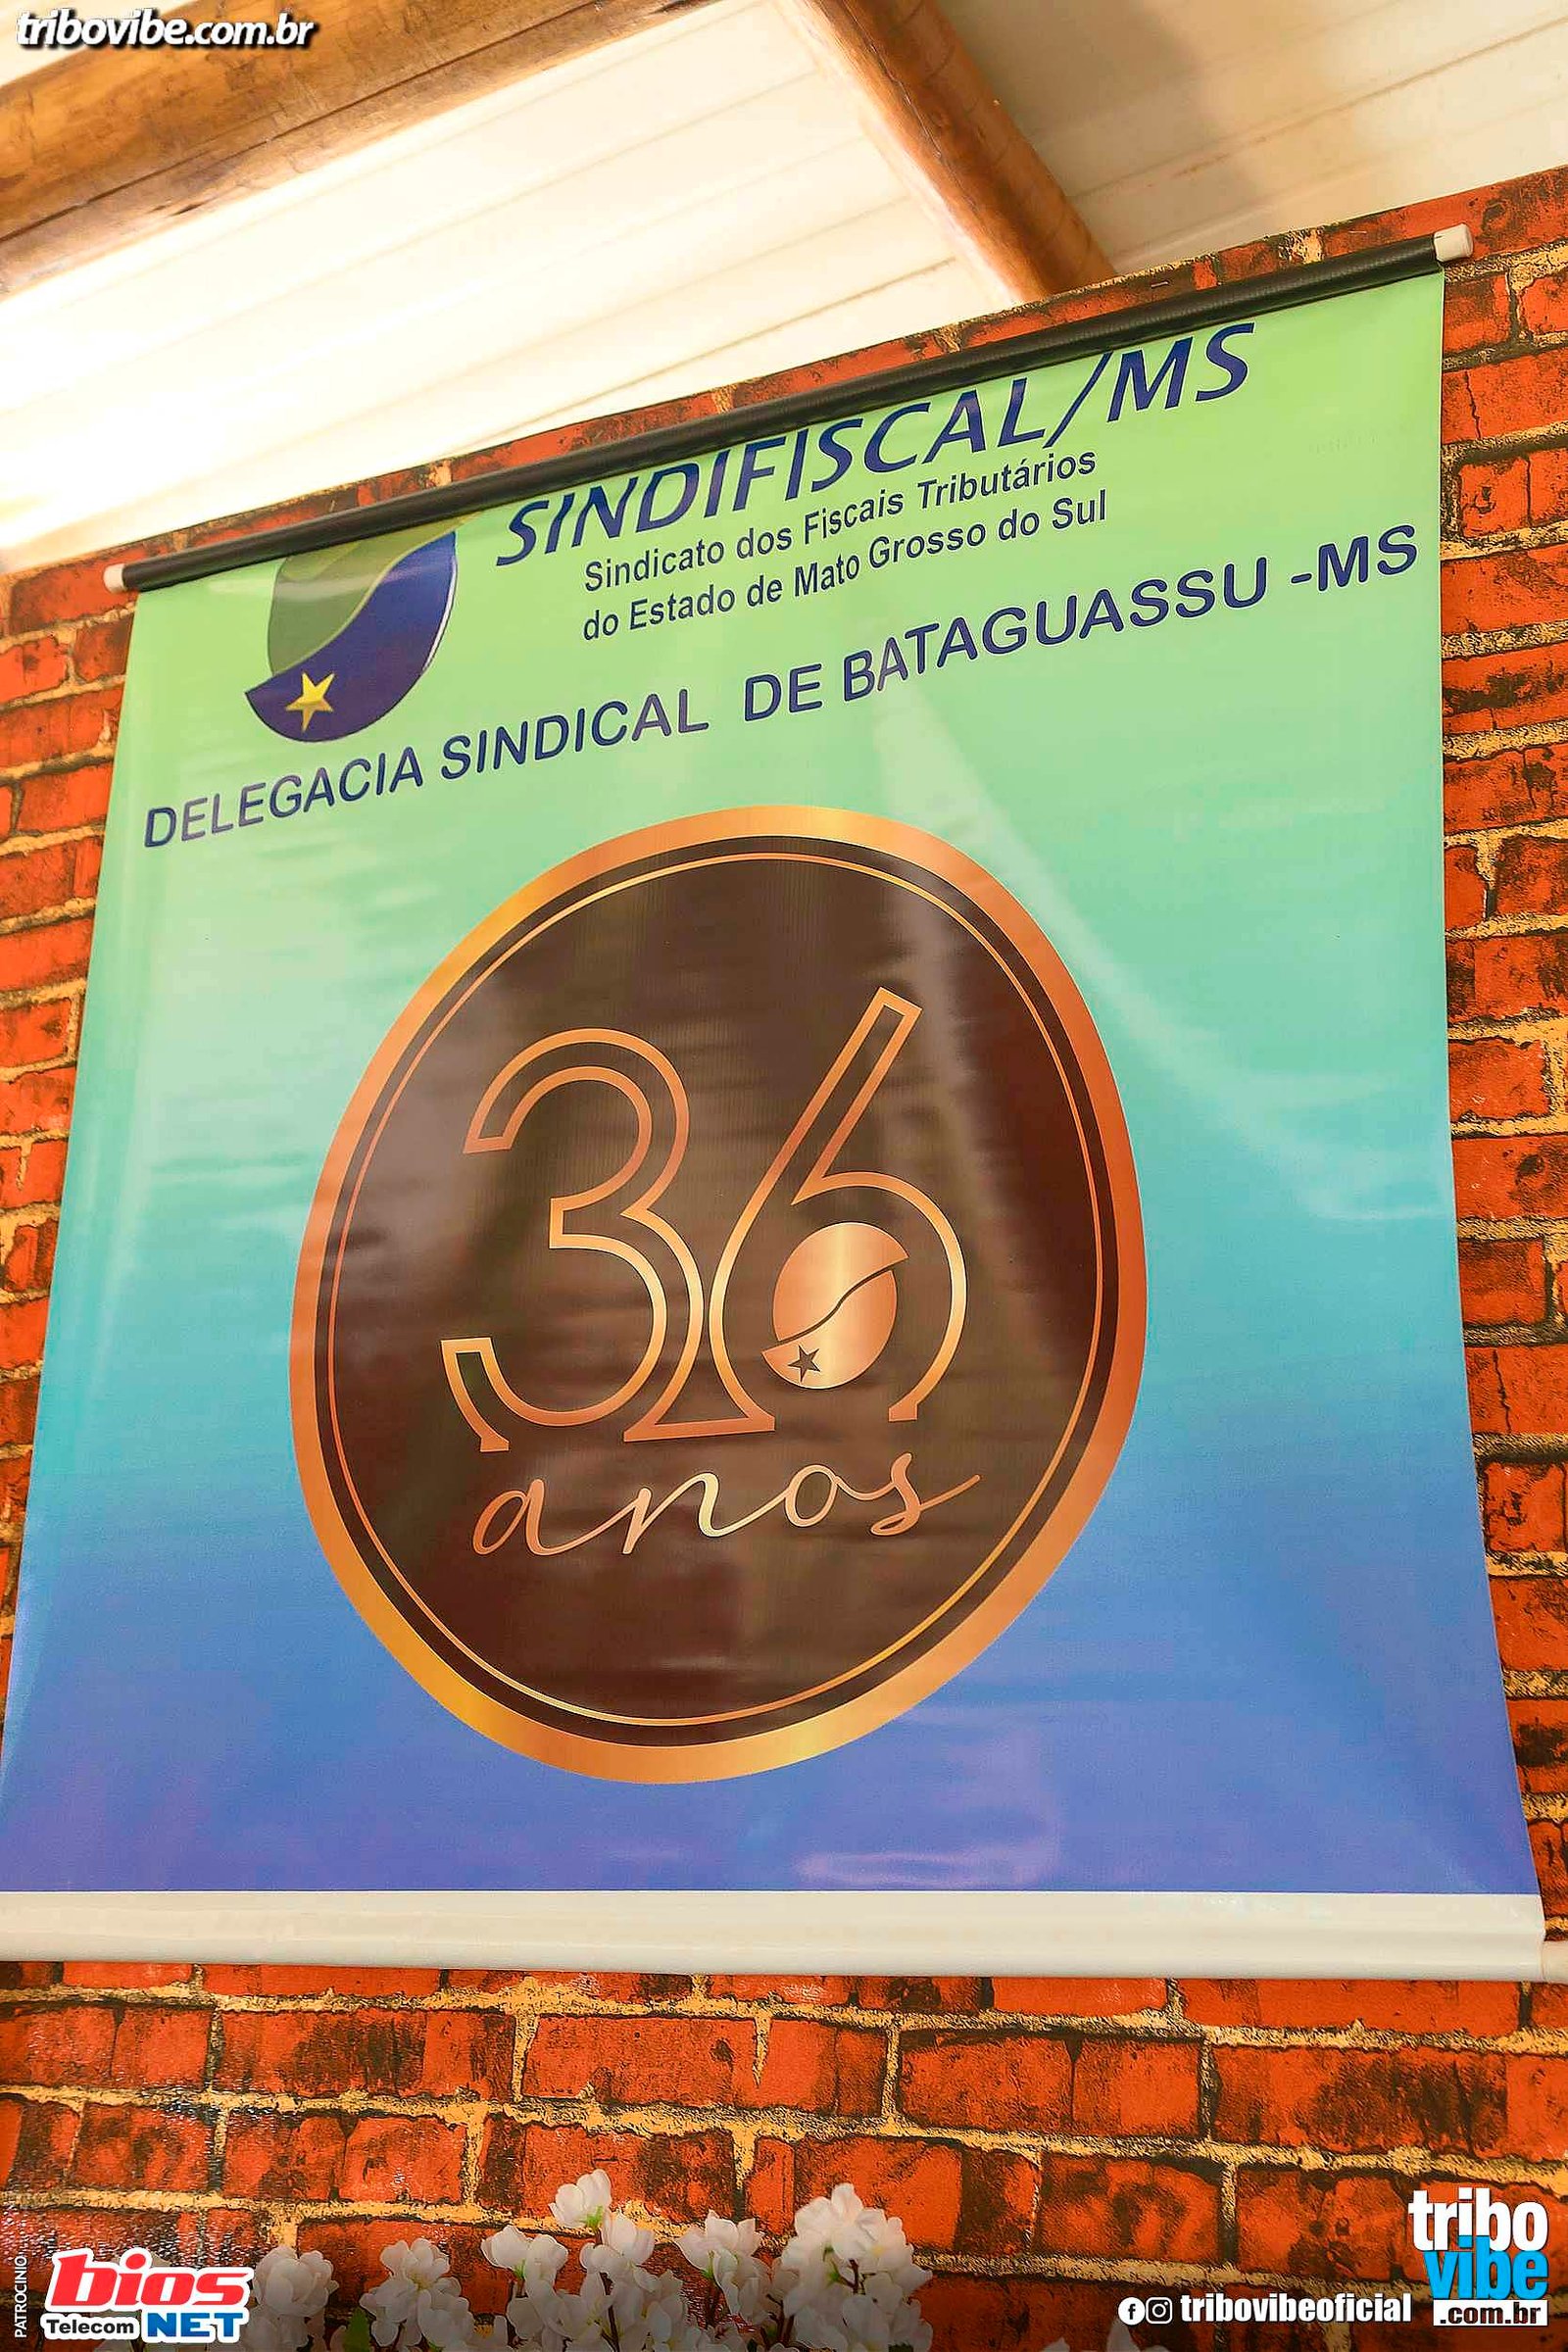 tribovibe.com.br
SINDIFISCAL/MS
Sindicato dos Fiscais Tributários
do Estado de Mato Grosso do Sul
DELEGACIA SINDICAL DE BATAGUASSU -MS
36
anos
PATROCÍNIO
bios
Telecom NET
tribovibeoficial
tribo
vibe
.com.br